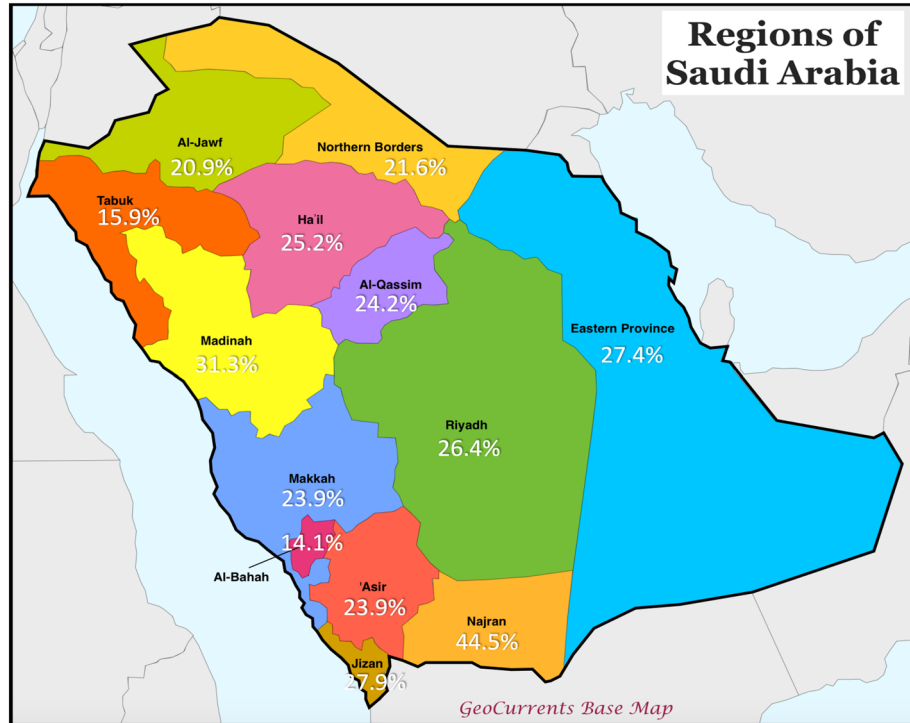 Regions of
Saudi Arabia
Al-Jawf
20.9%
Northern Borders
21.6%
Tabuk
15.9%
Ha'il
25.2%
Al-Qassim
24.2%
Madinah
31.3%
Eastern Province
27.4%
Riyadh
26.4%
Makkah
23.9%
14.1%
Al-Bahah
'Asir
23.9%
Najran
44.5%
Jizan
27.9%
GeoCurrents Base Map